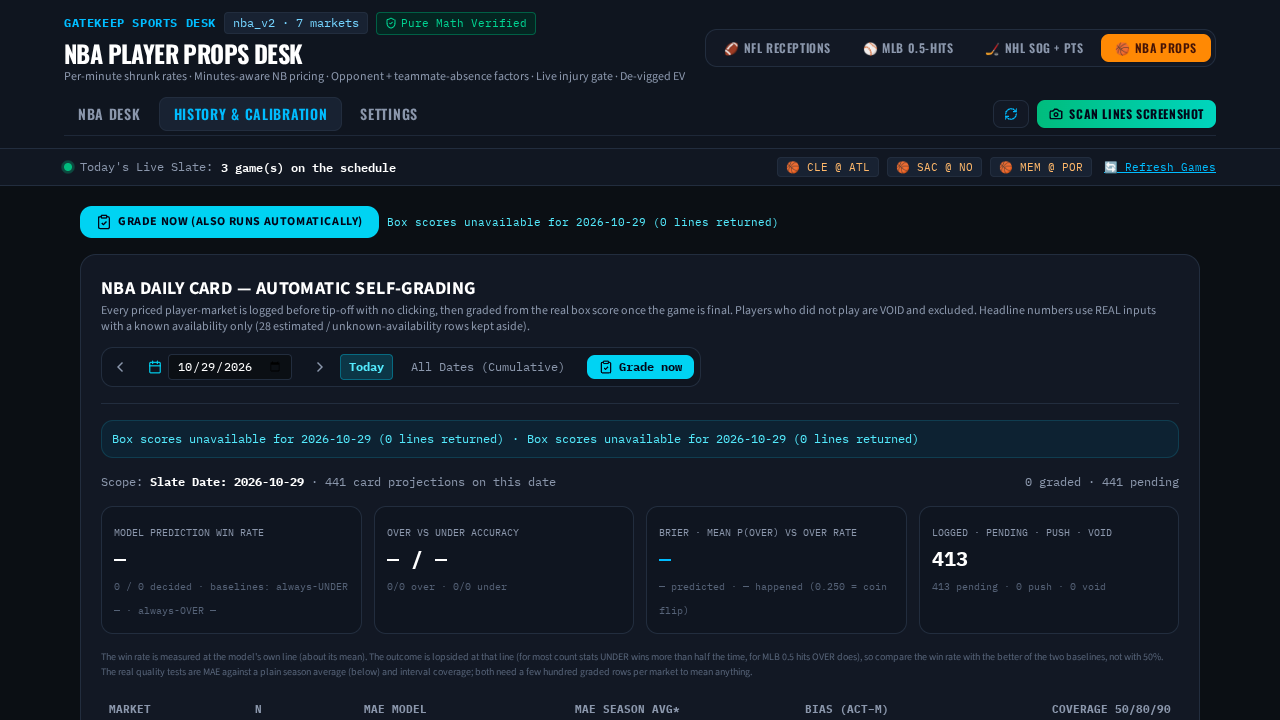 GATEKEEP SPORTS DESK nba_v2 · 7 markets Pure Math Verified
NBA PLAYER PROPS DESK
Per-minute shrunk rates · Minutes-aware NB pricing · Opponent + teammate-absence factors · Live injury gate · De-vigged EV
NFL RECEPTIONS MLB 0.5-HITS NHL SOG + PTS NBA PROPS
NBA DESK HISTORY & CALIBRATION SETTINGS SCAN LINES SCREENSHOT
Today's Live Slate: 3 game(s) on the schedule CLE @ ATL SAC @ NO MEM @ POR Refresh Games
GRADE NOW (ALSO RUNS AUTOMATICALLY) Box scores unavailable for 2026-10-29 (0 lines returned)
NBA DAILY CARD — AUTOMATIC SELF-GRADING
Every priced player-market is logged before tip-off with no clicking, then graded from the real box score once the game is final. Players who did not play are VOID and excluded. Headline numbers use REAL inputs
with a known availability only (28 estimated / unknown-availability rows kept aside).
10/29/2026 Today All Dates (Cumulative) Grade now
Box scores unavailable for 2026-10-29 (0 lines returned) · Box scores unavailable for 2026-10-29 (0 lines returned)
Scope: Slate Date: 2026-10-29 · 441 card projections on this date 0 graded · 441 pending
MODEL PREDICTION WIN RATE
—
0 / 0 decided · baselines: always-UNDER
— · always-OVER —
OVER VS UNDER ACCURACY
— / —
0/0 over · 0/0 under
BRIER · MEAN P(OVER) VS OVER RATE
—
— predicted · — happened (0.250 = coin
flip)
LOGGED · PENDING · PUSH · VOID
413
413 pending · 0 push · 0 void
The win rate is measured at the model's own line (about its mean). The outcome is lopsided at that line (for most count stats UNDER wins more than half the time, for MLB 0.5 hits OVER does), so compare the win rate with the better of the two baselines, not with 50%.
The real quality tests are MAE against a plain season average (below) and interval coverage; both need a few hundred graded rows per market to mean anything.
MARKET N MAE MODEL MAE SEASON AVG* BIAS (ACT−M) COVERAGE 50/80/90